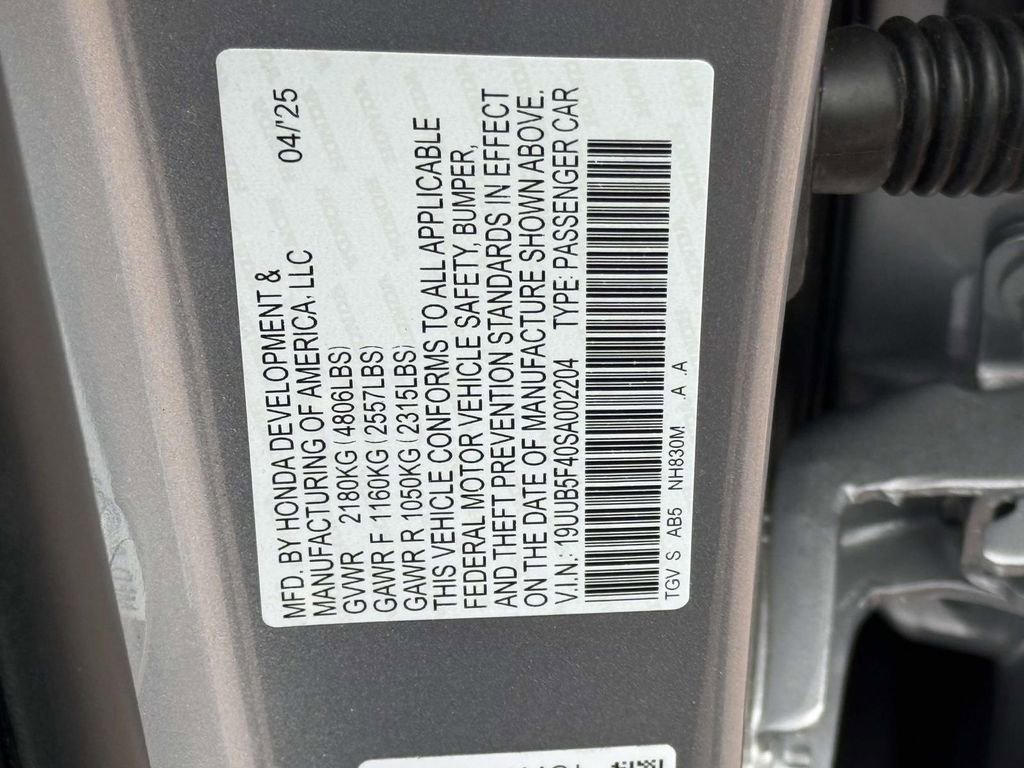 MFD. BY HONDA DEVELOPMENT & 04/'25
MANUFACTURING OF AMERICA, LLC
GVWR 2180KG(4806LBS)
GAWR F 1160KG(2557LBS)
GAWR R 1050KG(2315LBS)
THIS VEHICLE CONFORMS TO ALL APPLICABLE
FEDERAL MOTOR VEHICLE SAFETY, BUMPER,
AND THEFT PREVENTION STANDARDS IN EFFECT
ON THE DATE OF MANUFACTURE SHOWN ABOVE.
V.I.N.: 19UUB5F40SA002204 TYPE: PASSENGER CAR
TGV S AB5 NH830M .A .A